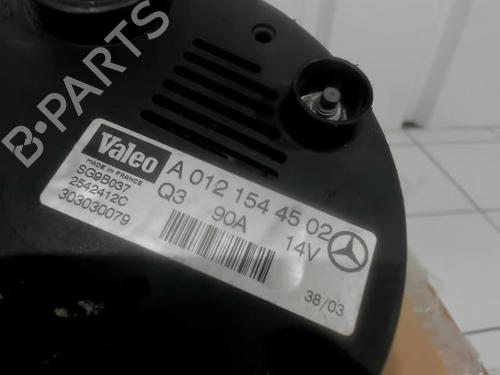 B-PARTS
Valeo
MADE IN FRANCE
SG9B037
2542412C
303030079
A 012 154 45 02
Q3 90A 14V
38/03